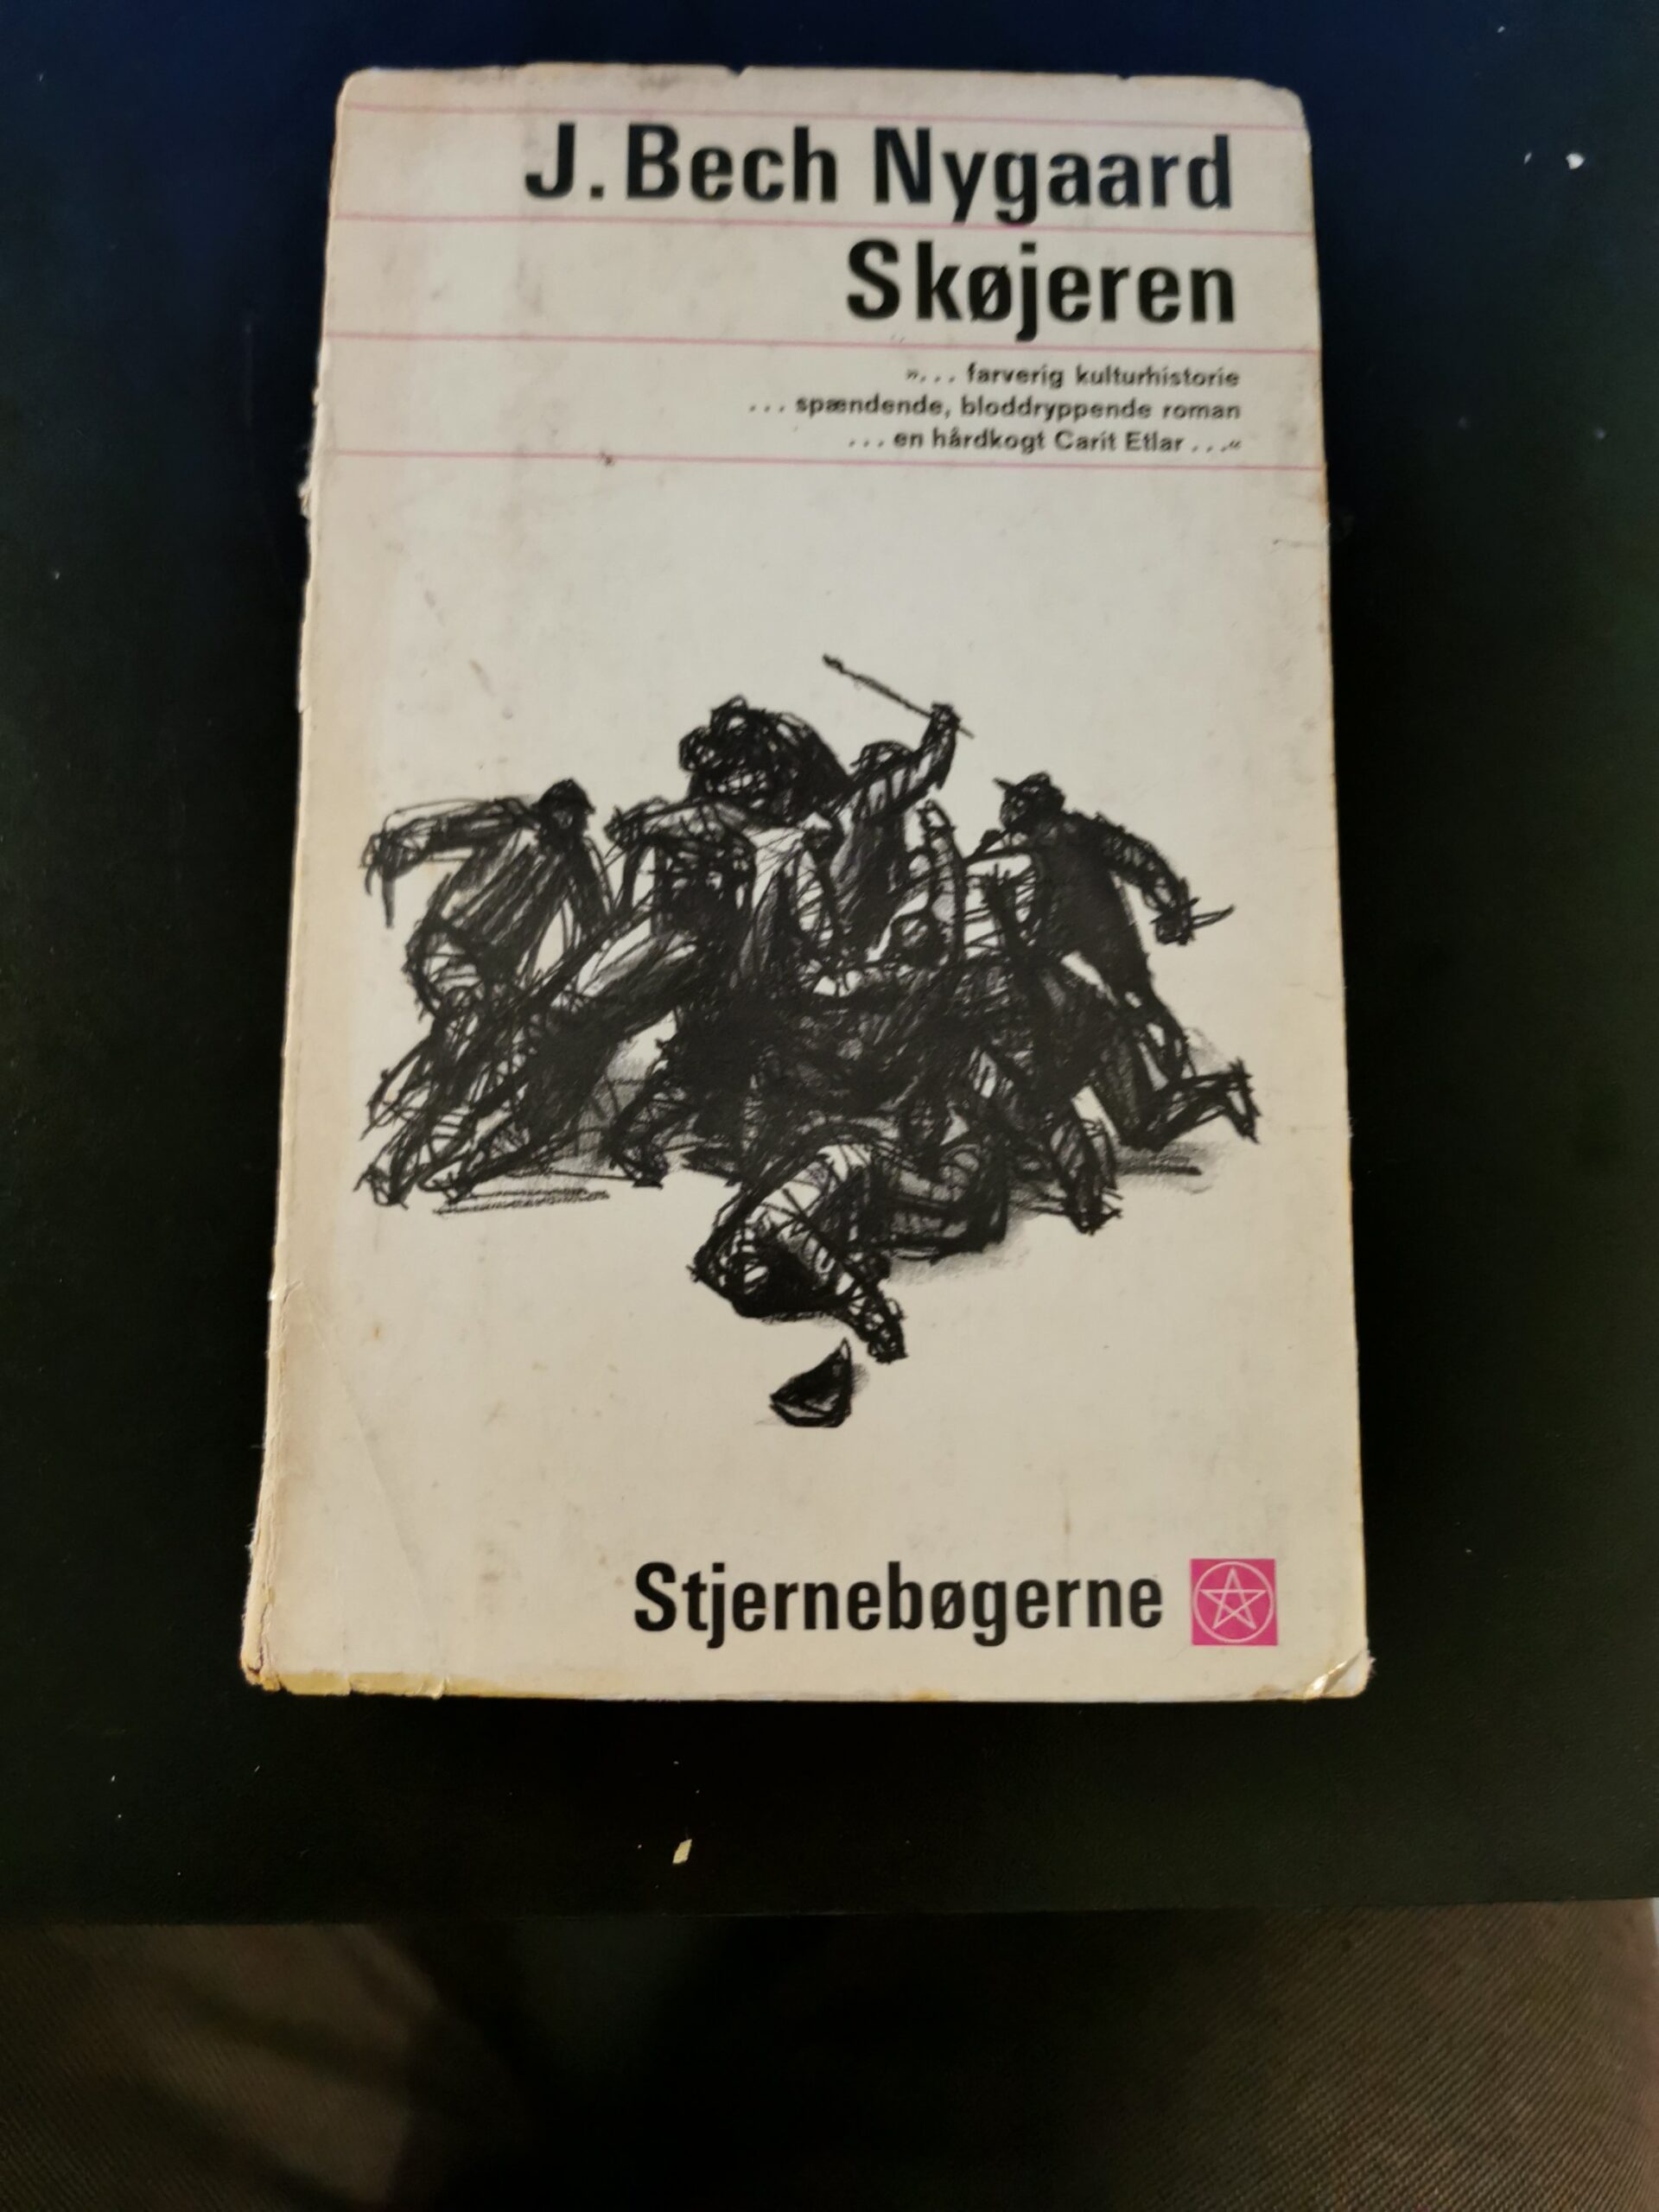 J. Bech Nygaard
Skøjeren
»... farverig kulturhistorie
... spændende, bloddryppende roman
... en hårdkogt Carit Etlar ...«
Stjernebøgerne